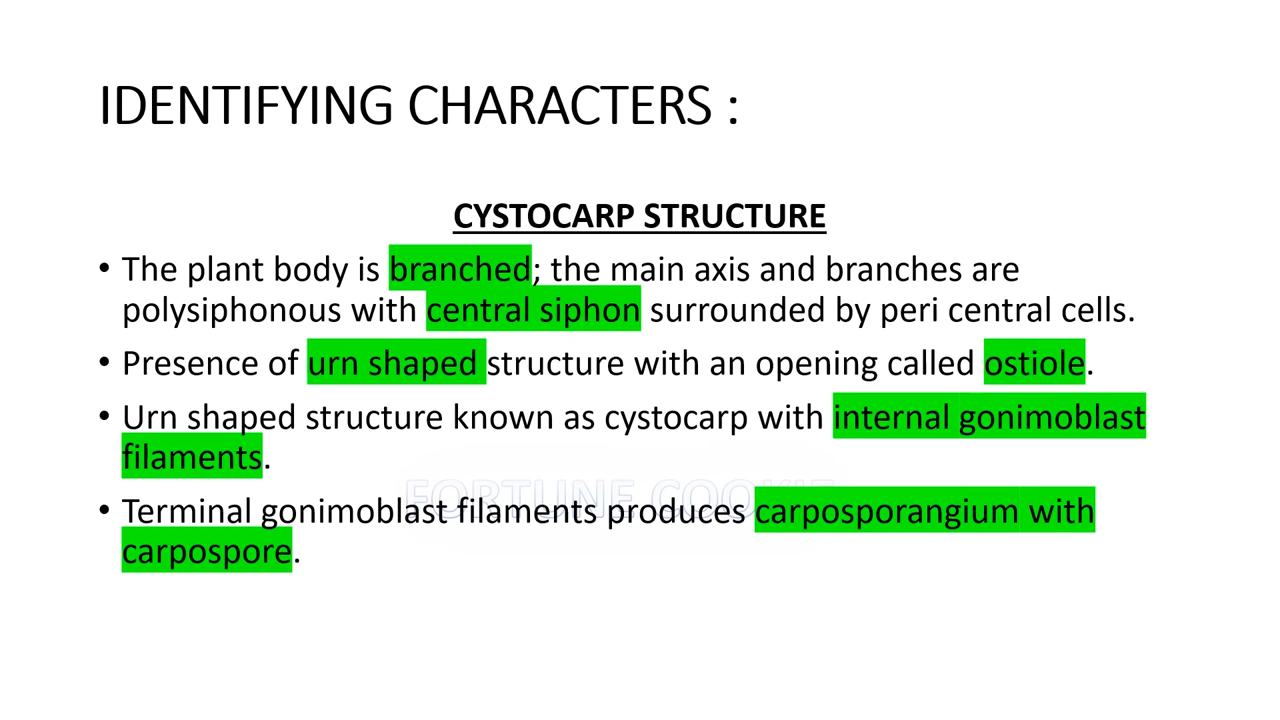 IDENTIFYING CHARACTERS :
CYSTOCARP STRUCTURE
• The plant body is branched; the main axis and branches are
polysiphonous with central siphon surrounded by peri central cells.
• Presence of urn shaped structure with an opening called ostiole.
• Urn shaped structure known as cystocarp with internal gonimoblast
filaments.
FORTUNE COOKIE
• Terminal gonimoblast filaments produces carposporangium with
carpospore.